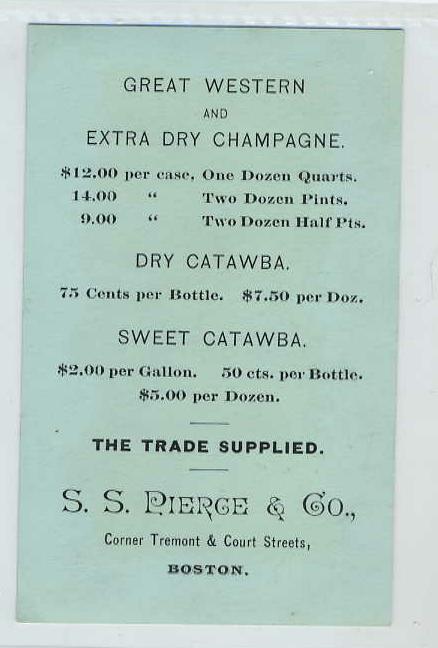 GREAT WESTERN
AND
EXTRA DRY CHAMPAGNE.
$12.00 per case, One Dozen Quarts.
14.00 “ Two Dozen Pints.
9.00 “ Two Dozen Half Pts.
DRY CATAWBA.
75 Cents per Bottle. $7.50 per Doz.
SWEET CATAWBA.
$2.00 per Gallon. 50 cts. per Bottle.
$5.00 per Dozen.
THE TRADE SUPPLIED.
S. S. PIERCE & CO.,
Corner Tremont & Court Streets,
BOSTON.